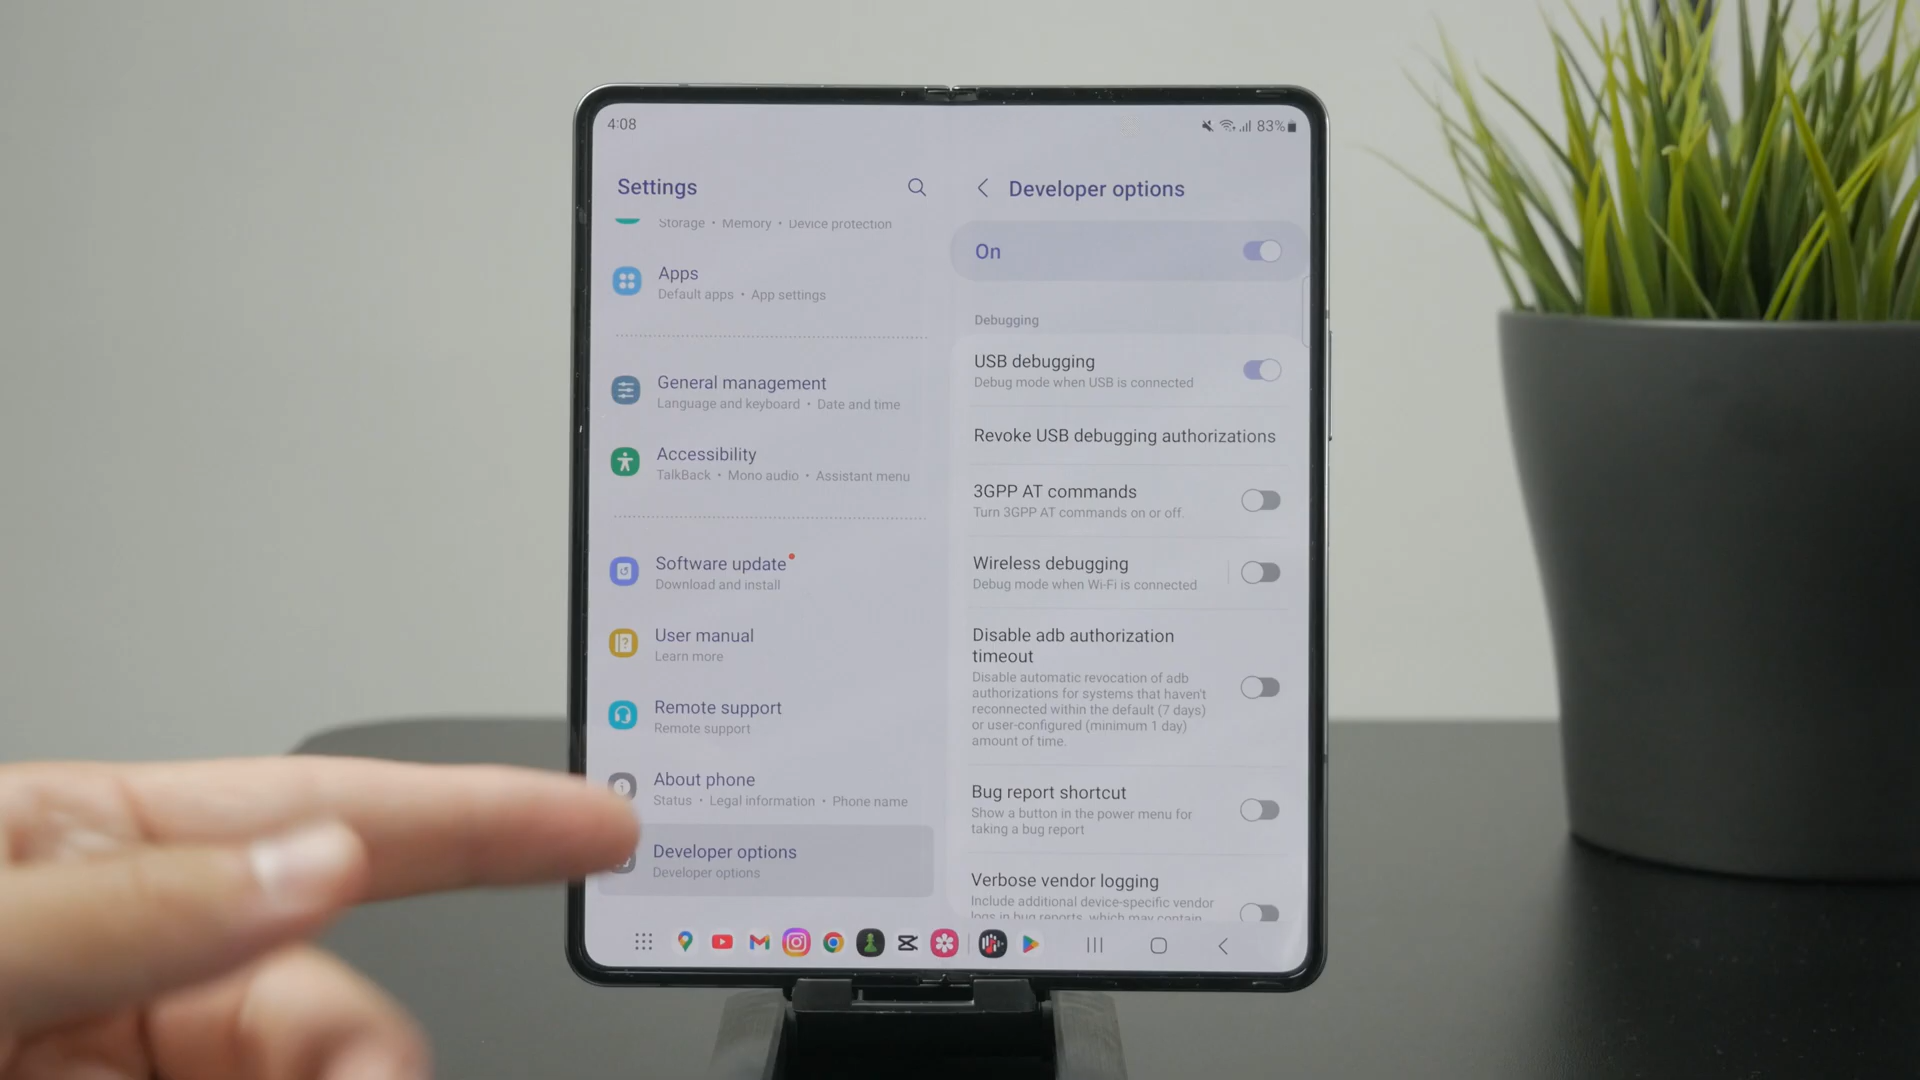 4:08
83%
Settings
Storage • Memory • Device protection
Apps
Default apps • App settings
General management
Language and keyboard • Date and time
Accessibility
TalkBack • Mono audio • Assistant menu
Software update
Download and install
User manual
Learn more
Remote support
Remote support
About phone
Status • Legal information • Phone name
Developer options
Developer options
Developer options
On
Debugging
USB debugging
Debug mode when USB is connected
Revoke USB debugging authorizations
3GPP AT commands
Turn 3GPP AT commands on or off.
Wireless debugging
Debug mode when Wi-Fi is connected
Disable adb authorization
timeout
Disable automatic revocation of adb
authorizations for systems that haven't
reconnected within the default (7 days)
or user-configured (minimum 1 day)
amount of time.
Bug report shortcut
Show a button in the power menu for
taking a bug report
Verbose vendor logging
Include additional device-specific vendor
logs in bug reports, which may contain